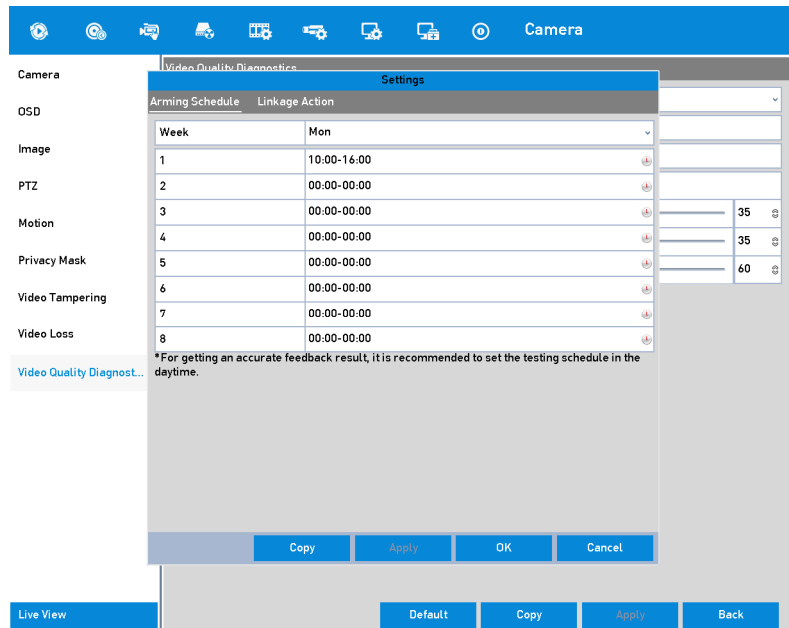 Camera
Camera
OSD
Image
PTZ
Motion
Privacy Mask
Video Tampering
Video Loss
Video Quality Diagnost...
Live View
Video Quality Diagnostics
Settings
Arming Schedule Linkage Action
Week Mon
1 10:00-16:00
2 00:00-00:00
3 00:00-00:00
4 00:00-00:00
5 00:00-00:00
6 00:00-00:00
7 00:00-00:00
8 00:00-00:00
*For getting an accurate feedback result, it is recommended to set the testing schedule in the
daytime.
Copy Apply OK Cancel
35
35
60
Default Copy Apply Back